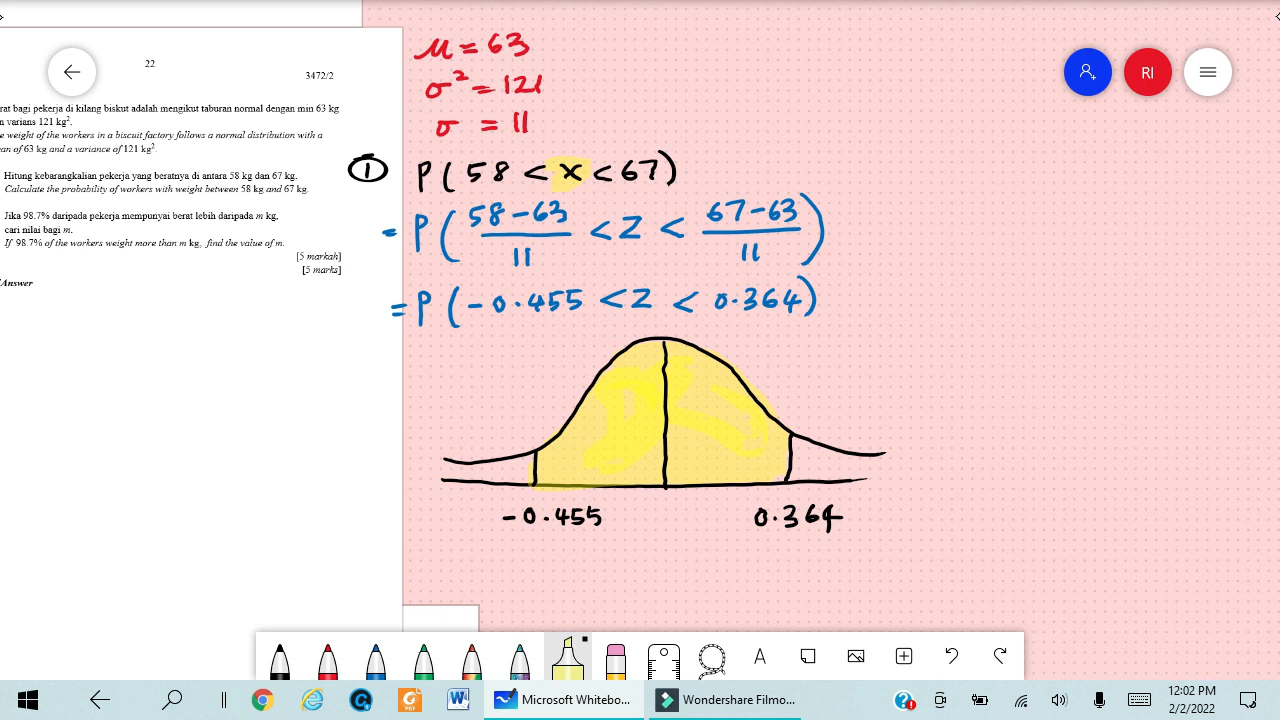 22
3472/2
rat bagi pekerja di kilang biskut adalah mengikut taburan normal dengan min 63 kg
n varians 121 kg².
e weight of the workers in a biscuit factory follows a normal distribution with a
an of 63 kg and a variance of 121 kg².
Hitung kebarangkalian pekerja yang beratnya di antara 58 kg dan 67 kg.
Calculate the probability of workers with weight between 58 kg and 67 kg.
Jika 98.7% daripada pekerja mempunyai berat lebih daripada m kg,
cari nilai bagi m.
If 98.7% of the workers weight more than m kg, find the value of m.
[5 markah]
[5 marks]
/Answer
μ = 63
σ² = 121
σ = 11
① P(58 < x < 67)
= P((58-63)/11 < Z < (67-63)/11)
= P(-0.455 < Z < 0.364)
-0.455 0.364
RI
A
PDF
Microsoft Whitebo...
Wondershare Filmo...
12:02 PM
2/2/2022